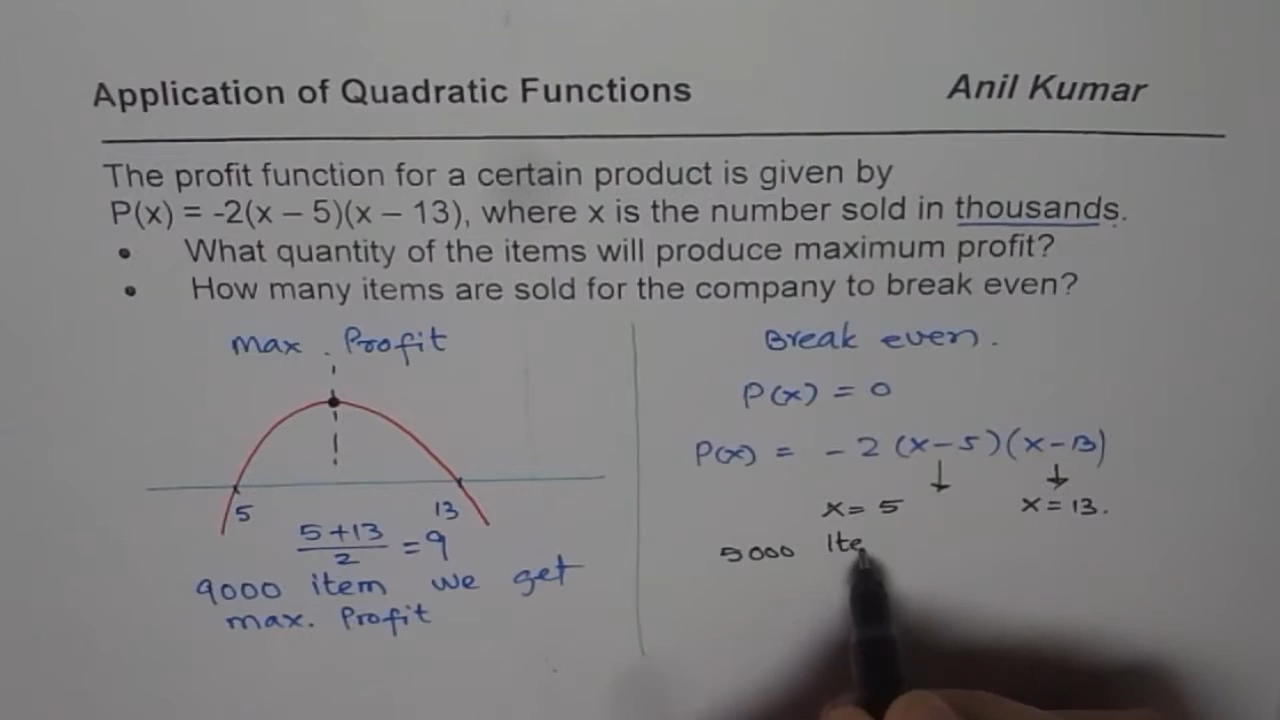 Application of Quadratic Functions Anil Kumar
The profit function for a certain product is given by
P(x) = -2(x – 5)(x – 13), where x is the number sold in thousands.
• What quantity of the items will produce maximum profit?
• How many items are sold for the company to break even?
max. Profit
5 13
5+13/2 = 9
9000 item we get
max. Profit
Break even.
P(x) = 0
P(x) = -2 (x-5)(x-13)
x = 5 x = 13.
5000 Ite